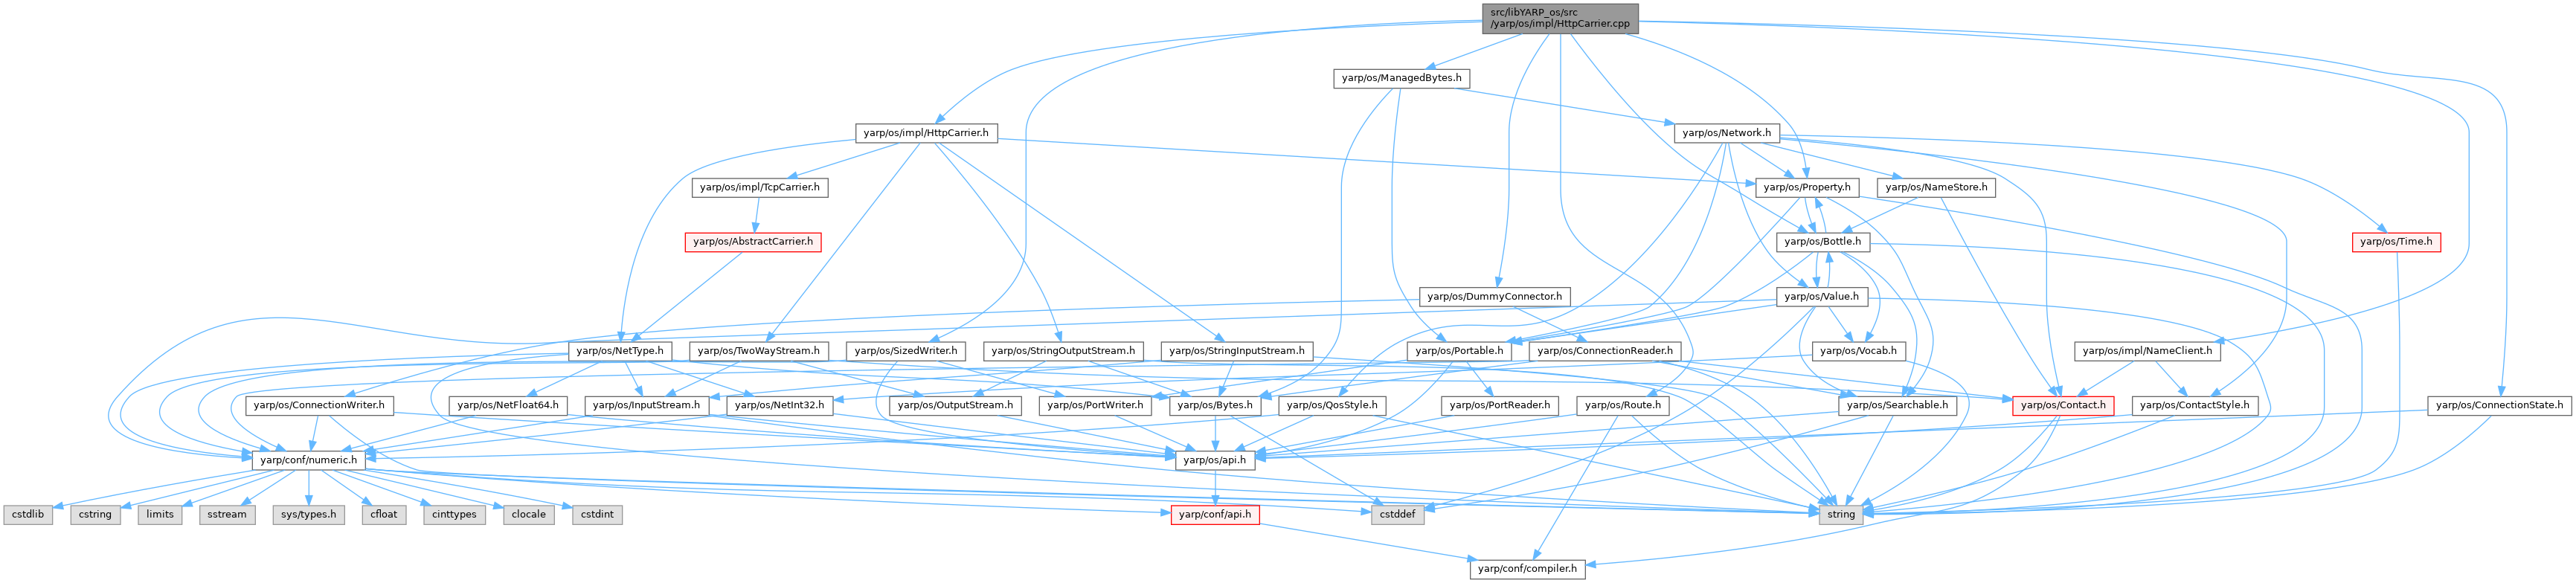 src/libYARP_os/src
/yarp/os/impl/HttpCarrier.cpp
yarp/os/ManagedBytes.h
yarp/os/impl/HttpCarrier.h
yarp/os/Network.h
yarp/os/impl/TcpCarrier.h
yarp/os/Property.h
yarp/os/NameStore.h
yarp/os/AbstractCarrier.h
yarp/os/Bottle.h
yarp/os/Time.h
yarp/os/DummyConnector.h
yarp/os/Value.h
yarp/os/NetType.h
yarp/os/TwoWayStream.h
yarp/os/SizedWriter.h
yarp/os/StringOutputStream.h
yarp/os/StringInputStream.h
yarp/os/Portable.h
yarp/os/ConnectionReader.h
yarp/os/Vocab.h
yarp/os/impl/NameClient.h
yarp/os/ConnectionWriter.h
yarp/os/NetFloat64.h
yarp/os/InputStream.h
yarp/os/NetInt32.h
yarp/os/OutputStream.h
yarp/os/PortWriter.h
yarp/os/Bytes.h
yarp/os/QosStyle.h
yarp/os/PortReader.h
yarp/os/Route.h
yarp/os/Searchable.h
yarp/os/Contact.h
yarp/os/ContactStyle.h
yarp/os/ConnectionState.h
yarp/conf/numeric.h
yarp/os/api.h
cstdlib
cstring
limits
sstream
sys/types.h
cfloat
cinttypes
clocale
cstdint
yarp/conf/api.h
cstddef
string
yarp/conf/compiler.h